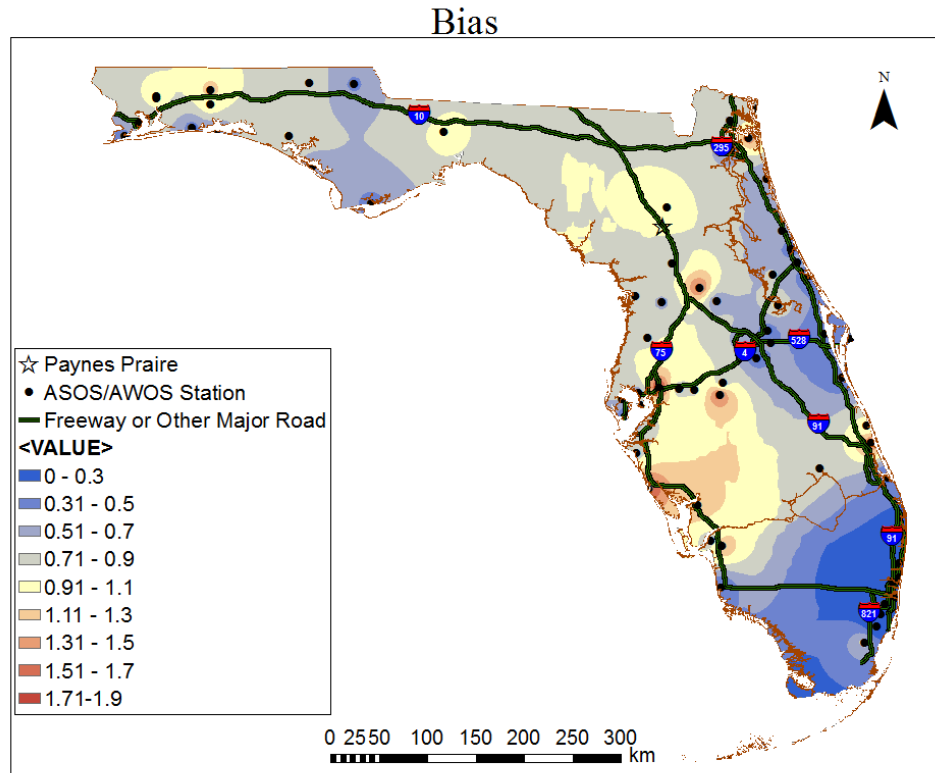 Bias
N
10
295
75
4
528
91
91
821
Paynes Praire
ASOS/AWOS Station
Freeway or Other Major Road
<VALUE>
0 - 0.3
0.31 - 0.5
0.51 - 0.7
0.71 - 0.9
0.91 - 1.1
1.11 - 1.3
1.31 - 1.5
1.51 - 1.7
1.71-1.9
0 25 50 100 150 200 250 300
km